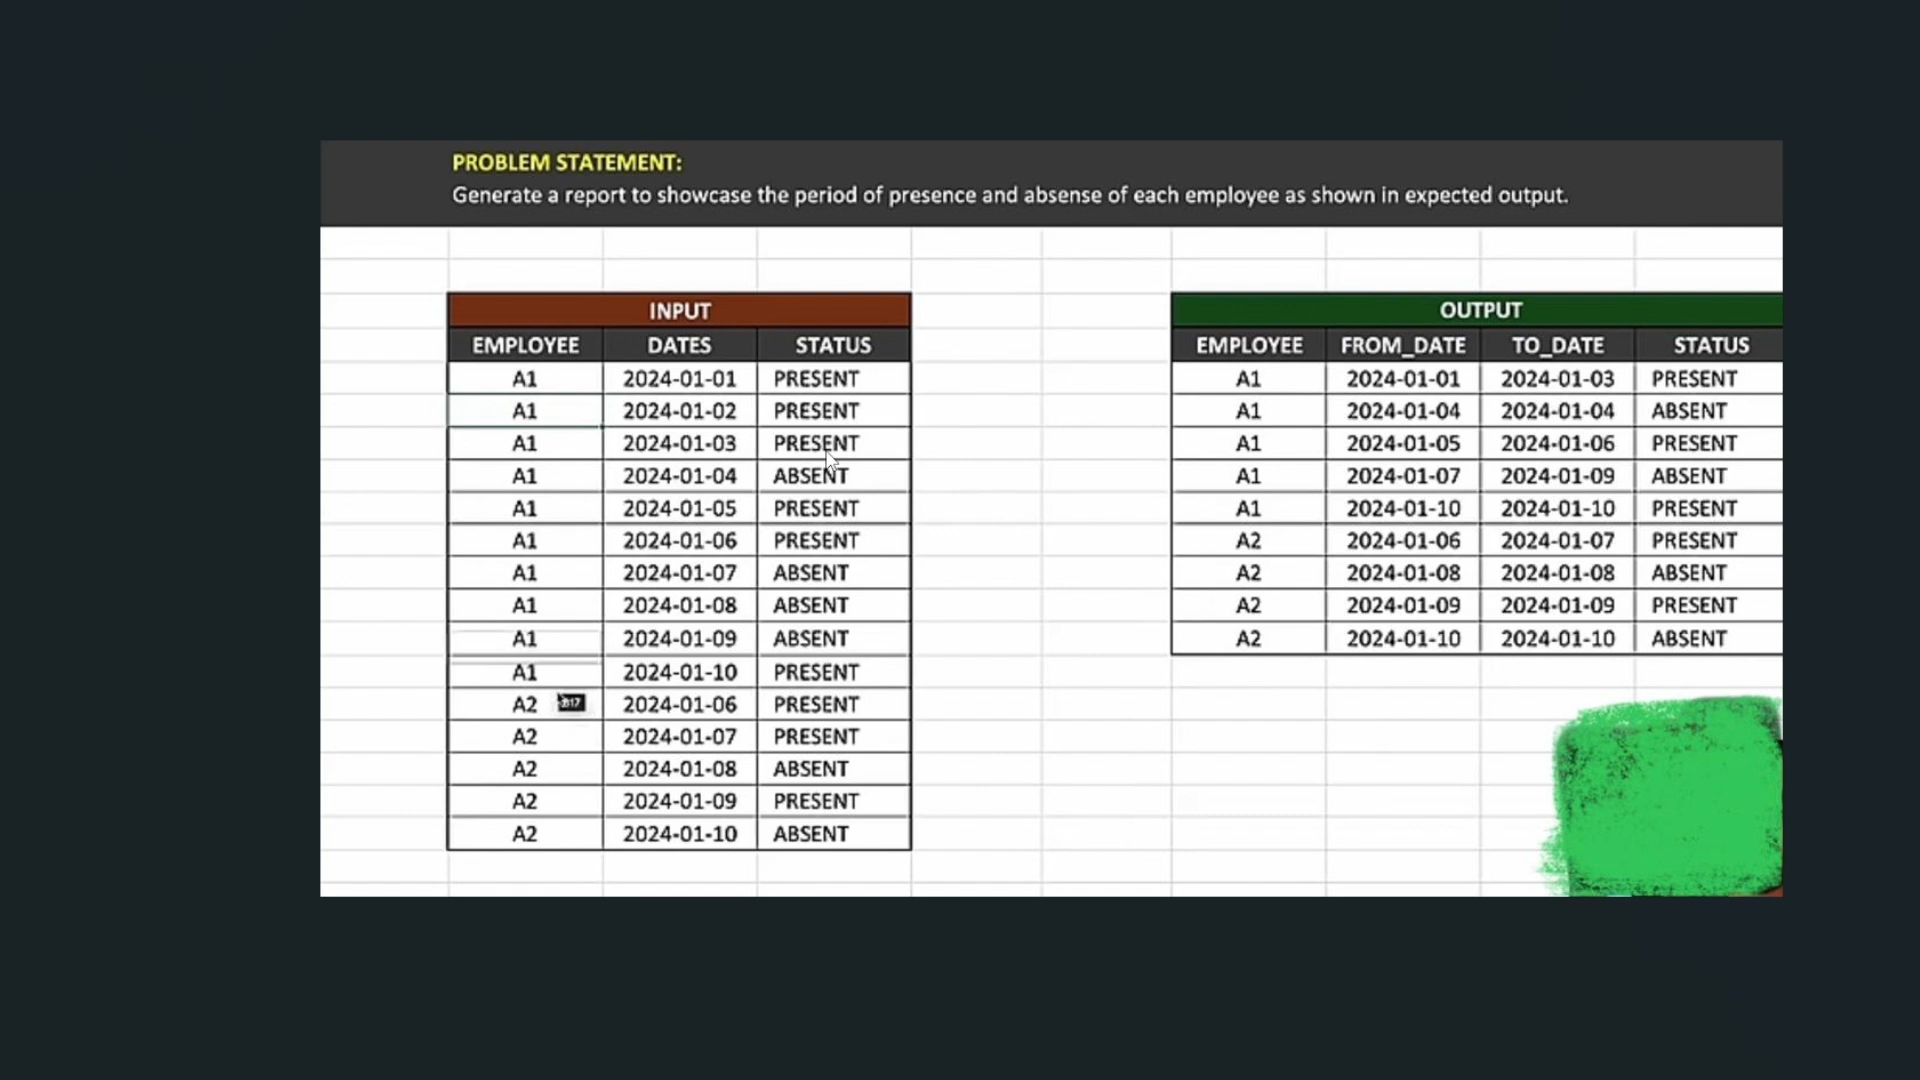 PROBLEM STATEMENT:
Generate a report to showcase the period of presence and absense of each employee as shown in expected output.
INPUT
EMPLOYEE DATES STATUS
A1 2024-01-01 PRESENT
A1 2024-01-02 PRESENT
A1 2024-01-03 PRESENT
A1 2024-01-04 ABSENT
A1 2024-01-05 PRESENT
A1 2024-01-06 PRESENT
A1 2024-01-07 ABSENT
A1 2024-01-08 ABSENT
A1 2024-01-09 ABSENT
A1 2024-01-10 PRESENT
A2 2024-01-06 PRESENT
A2 2024-01-07 PRESENT
A2 2024-01-08 ABSENT
A2 2024-01-09 PRESENT
A2 2024-01-10 ABSENT
OUTPUT
EMPLOYEE FROM_DATE TO_DATE STATUS
A1 2024-01-01 2024-01-03 PRESENT
A1 2024-01-04 2024-01-04 ABSENT
A1 2024-01-05 2024-01-06 PRESENT
A1 2024-01-07 2024-01-09 ABSENT
A1 2024-01-10 2024-01-10 PRESENT
A2 2024-01-06 2024-01-07 PRESENT
A2 2024-01-08 2024-01-08 ABSENT
A2 2024-01-09 2024-01-09 PRESENT
A2 2024-01-10 2024-01-10 ABSENT